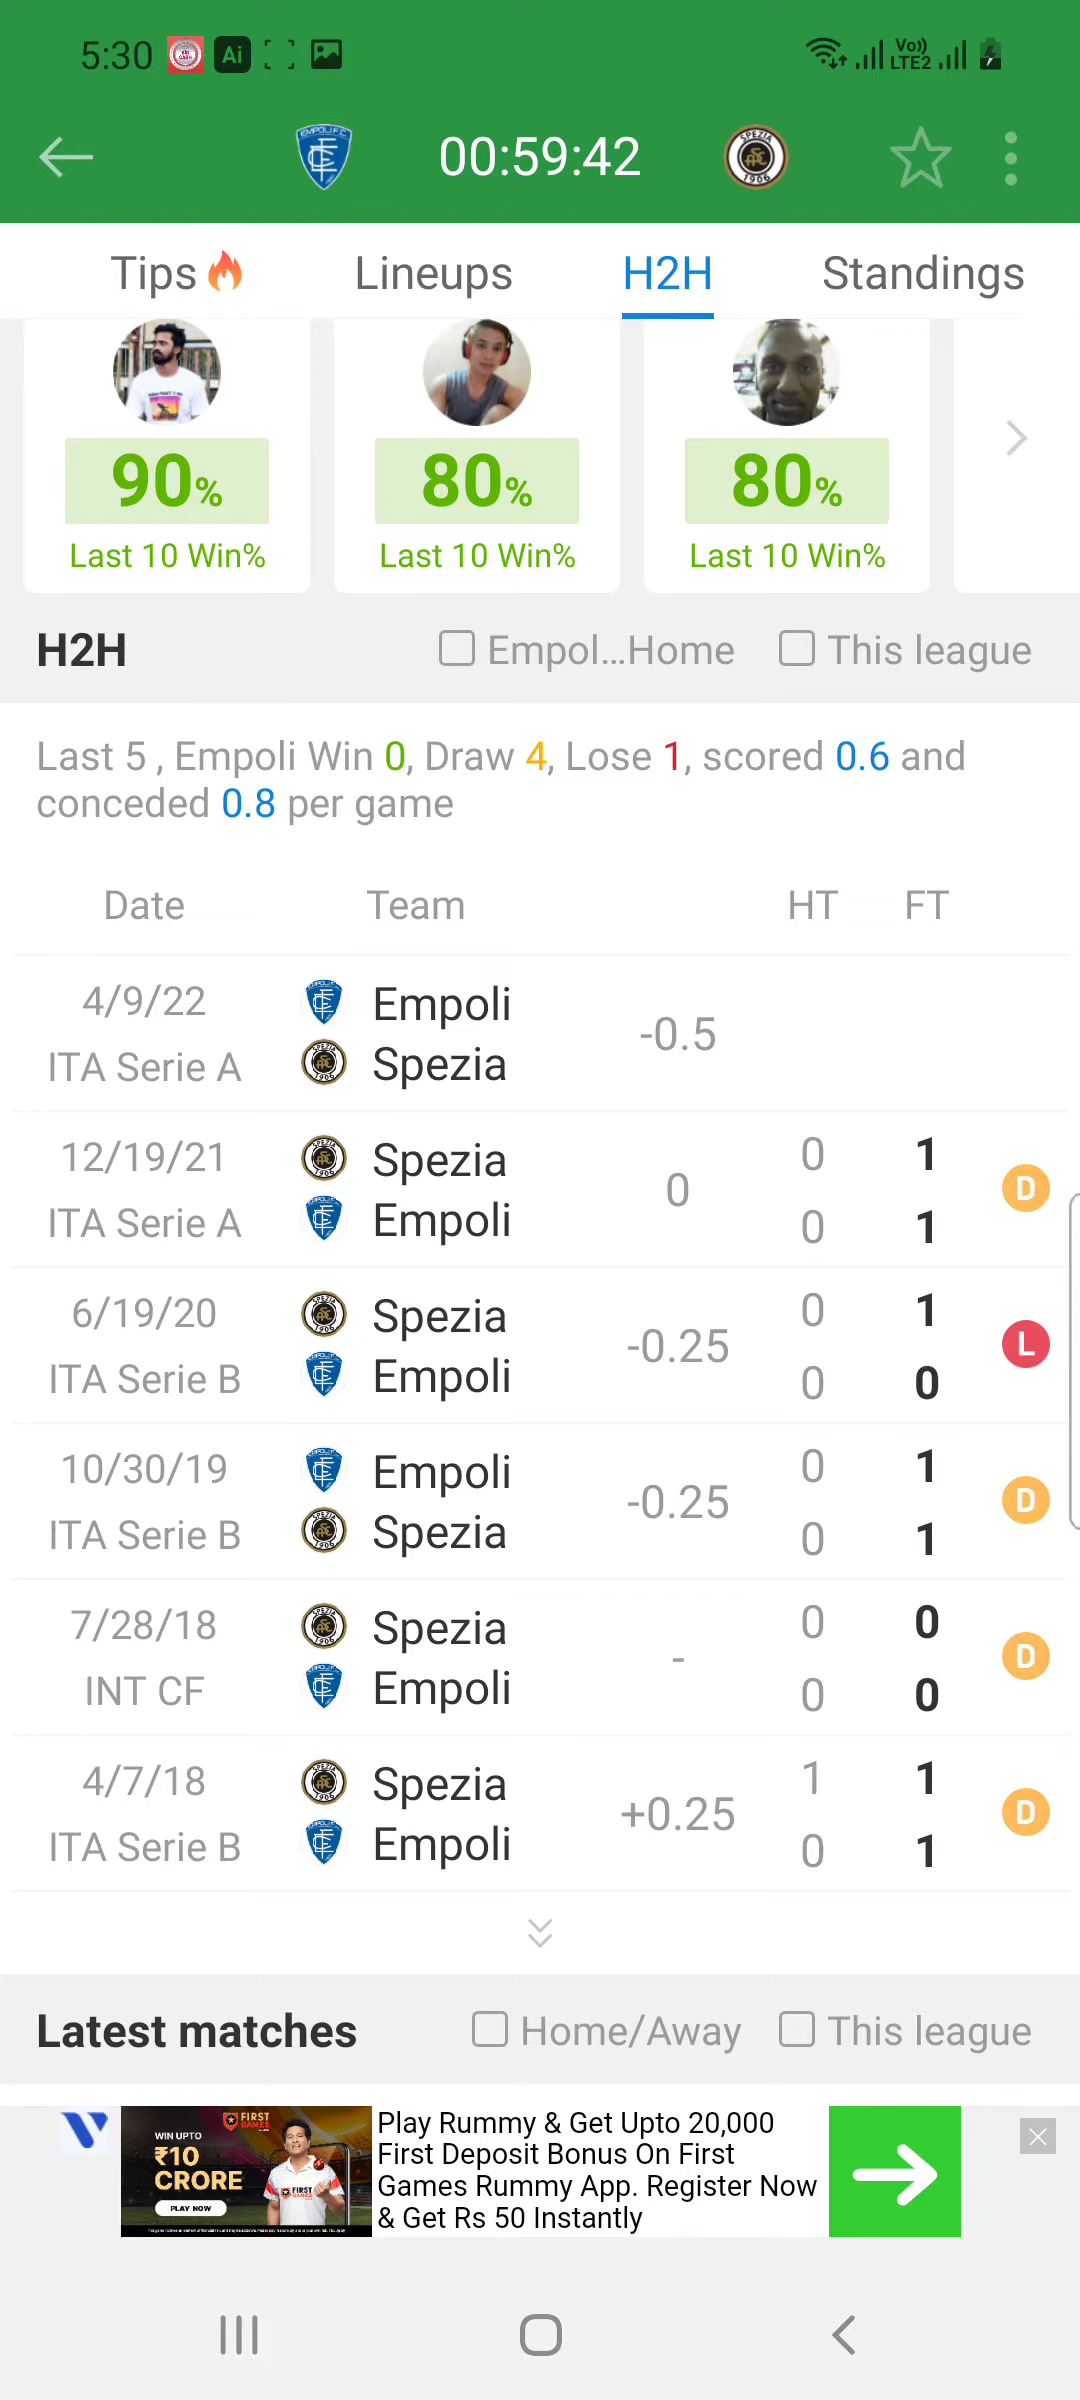 5:30 Ai Vo)) LTE2
00:59:42
Tips Lineups H2H Standings
90% 80% 80%
Last 10 Win% Last 10 Win% Last 10 Win%
H2H Empol...Home This league
Last 5 , Empoli Win 0, Draw 4, Lose 1, scored 0.6 and
conceded 0.8 per game
Date Team HT FT
4/9/22 Empoli
-0.5
ITA Serie A Spezia
12/19/21 Spezia 0 1
0 D
ITA Serie A Empoli 0 1
6/19/20 Spezia 0 1
-0.25 L
ITA Serie B Empoli 0 0
10/30/19 Empoli 0 1
-0.25 D
ITA Serie B Spezia 0 1
7/28/18 Spezia 0 0
- D
INT CF Empoli 0 0
4/7/18 Spezia 1 1
+0.25 D
ITA Serie B Empoli 0 1
Latest matches Home/Away This league
FIRST
GAMES
WIN UPTO
₹10
CRORE
PLAY NOW
FIRST
Play Rummy & Get Upto 20,000
First Deposit Bonus On First
Games Rummy App. Register Now
& Get Rs 50 Instantly